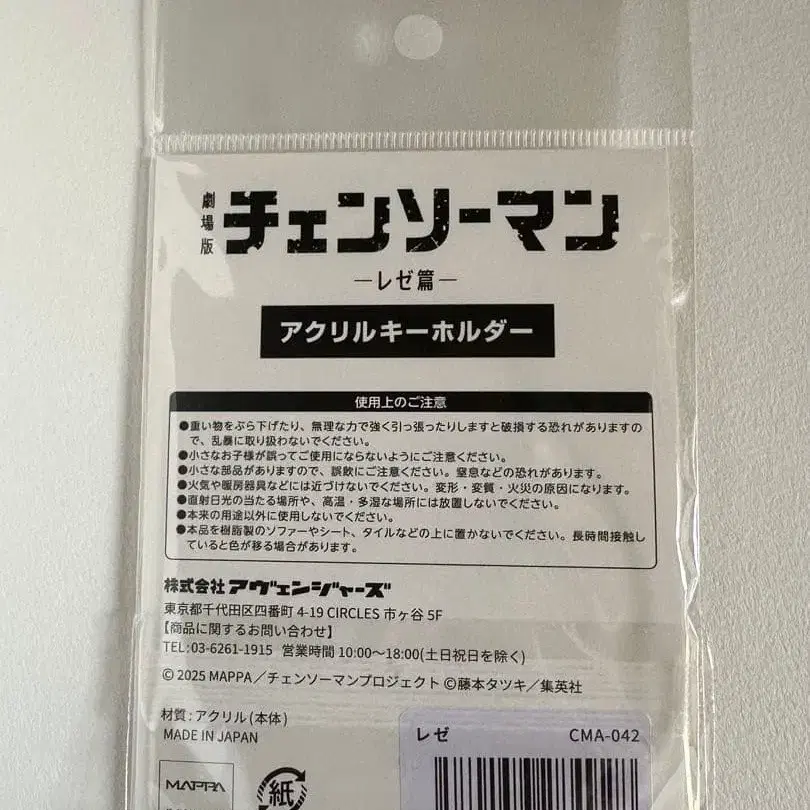 劇場版 チェンソーマン
―レゼ篇―
アクリルキーホルダー
使用上のご注意
●重い物をぶら下げたり、無理な力で強く引っ張ったりしますと破損する恐れがありますの
で、乱暴に取り扱わないでください。
●小さなお子様が誤ってご使用にならないようにご注意ください。
●小さな部品がありますので、誤飲にご注意ください。窒息などの恐れがあります。
●火気や暖房器具などには近づけないでください。変形・変質・火災の原因になります。
●直射日光の当たる場所や、高温・多湿な場所には放置しないでください。
●本来の用途以外に使用しないでください。
●本品を樹脂製のソファーやシート、タイルなどの上に置かないでください。長時間接触し
ていると色が移る場合があります。
株式会社アヴェンジャーズ
東京都千代田区四番町 4-19 CIRCLES 市ヶ谷 5F
【商品に関するお問い合わせ】
TEL:03-6261-1915 営業時間 10:00～18:00(土日祝日を除く)
© 2025 MAPPA／チェンソーマンプロジェクト ©藤本タツキ／集英社
材質:アクリル(本体)
MADE IN JAPAN
レゼ CMA-042
MAPPA
紙